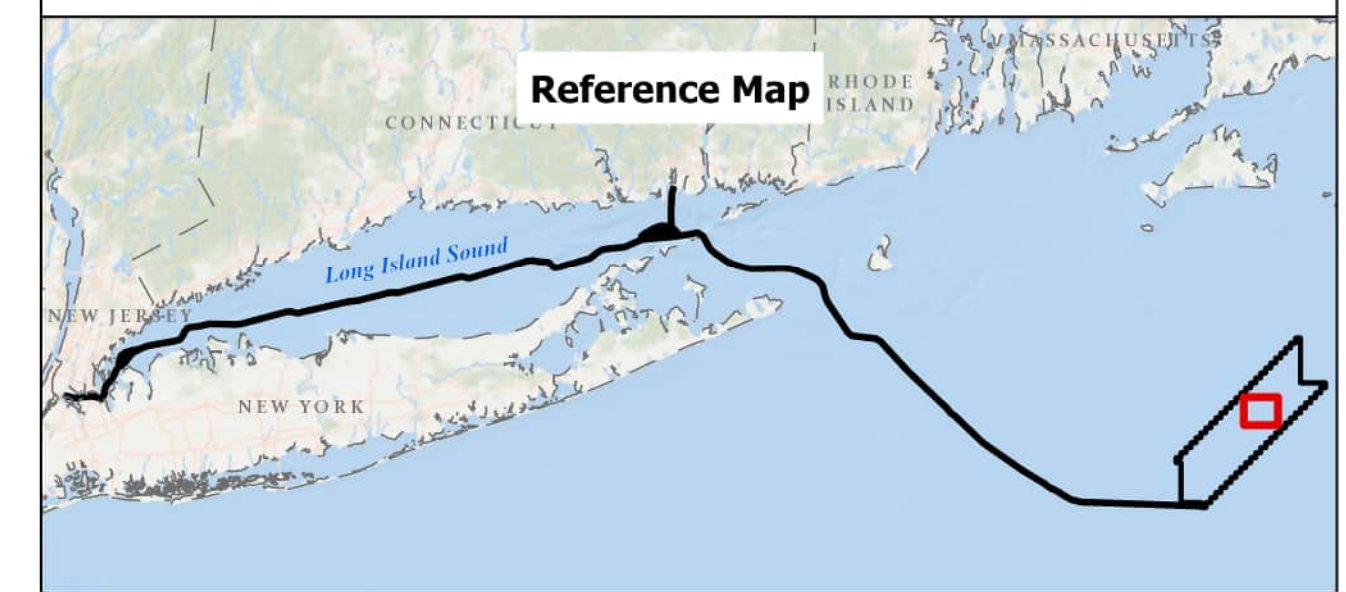 MASSACHUSETTS
Reference Map
RHODE
ISLAND
CONNECTICUT
Long Island Sound
NEW JERSEY
NEW YORK